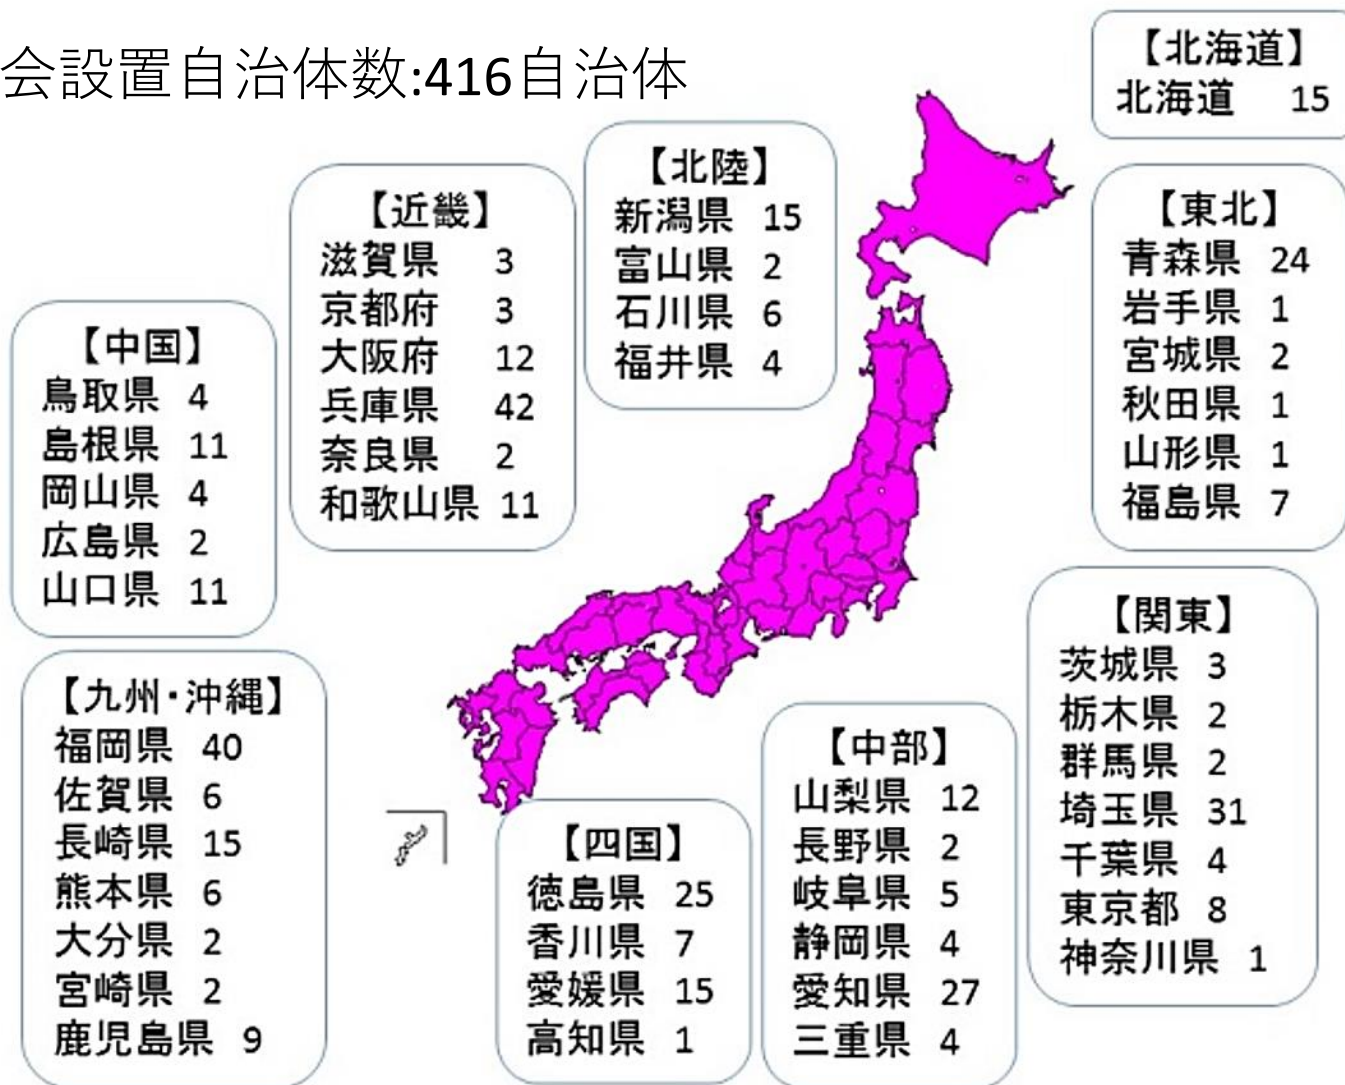 会設置自治体数:416自治体
【北海道】
北海道 15
【東北】
青森県 24
岩手県 1
宮城県 2
秋田県 1
山形県 1
福島県 7
【北陸】
新潟県 15
富山県 2
石川県 6
福井県 4
【近畿】
滋賀県 3
京都府 3
大阪府 12
兵庫県 42
奈良県 2
和歌山県 11
【中国】
鳥取県 4
島根県 11
岡山県 4
広島県 2
山口県 11
【関東】
茨城県 3
栃木県 2
群馬県 2
埼玉県 31
千葉県 4
東京都 8
神奈川県 1
【中部】
山梨県 12
長野県 2
岐阜県 5
静岡県 4
愛知県 27
三重県 4
【四国】
徳島県 25
香川県 7
愛媛県 15
高知県 1
【九州・沖縄】
福岡県 40
佐賀県 6
長崎県 15
熊本県 6
大分県 2
宮崎県 2
鹿児島県 9